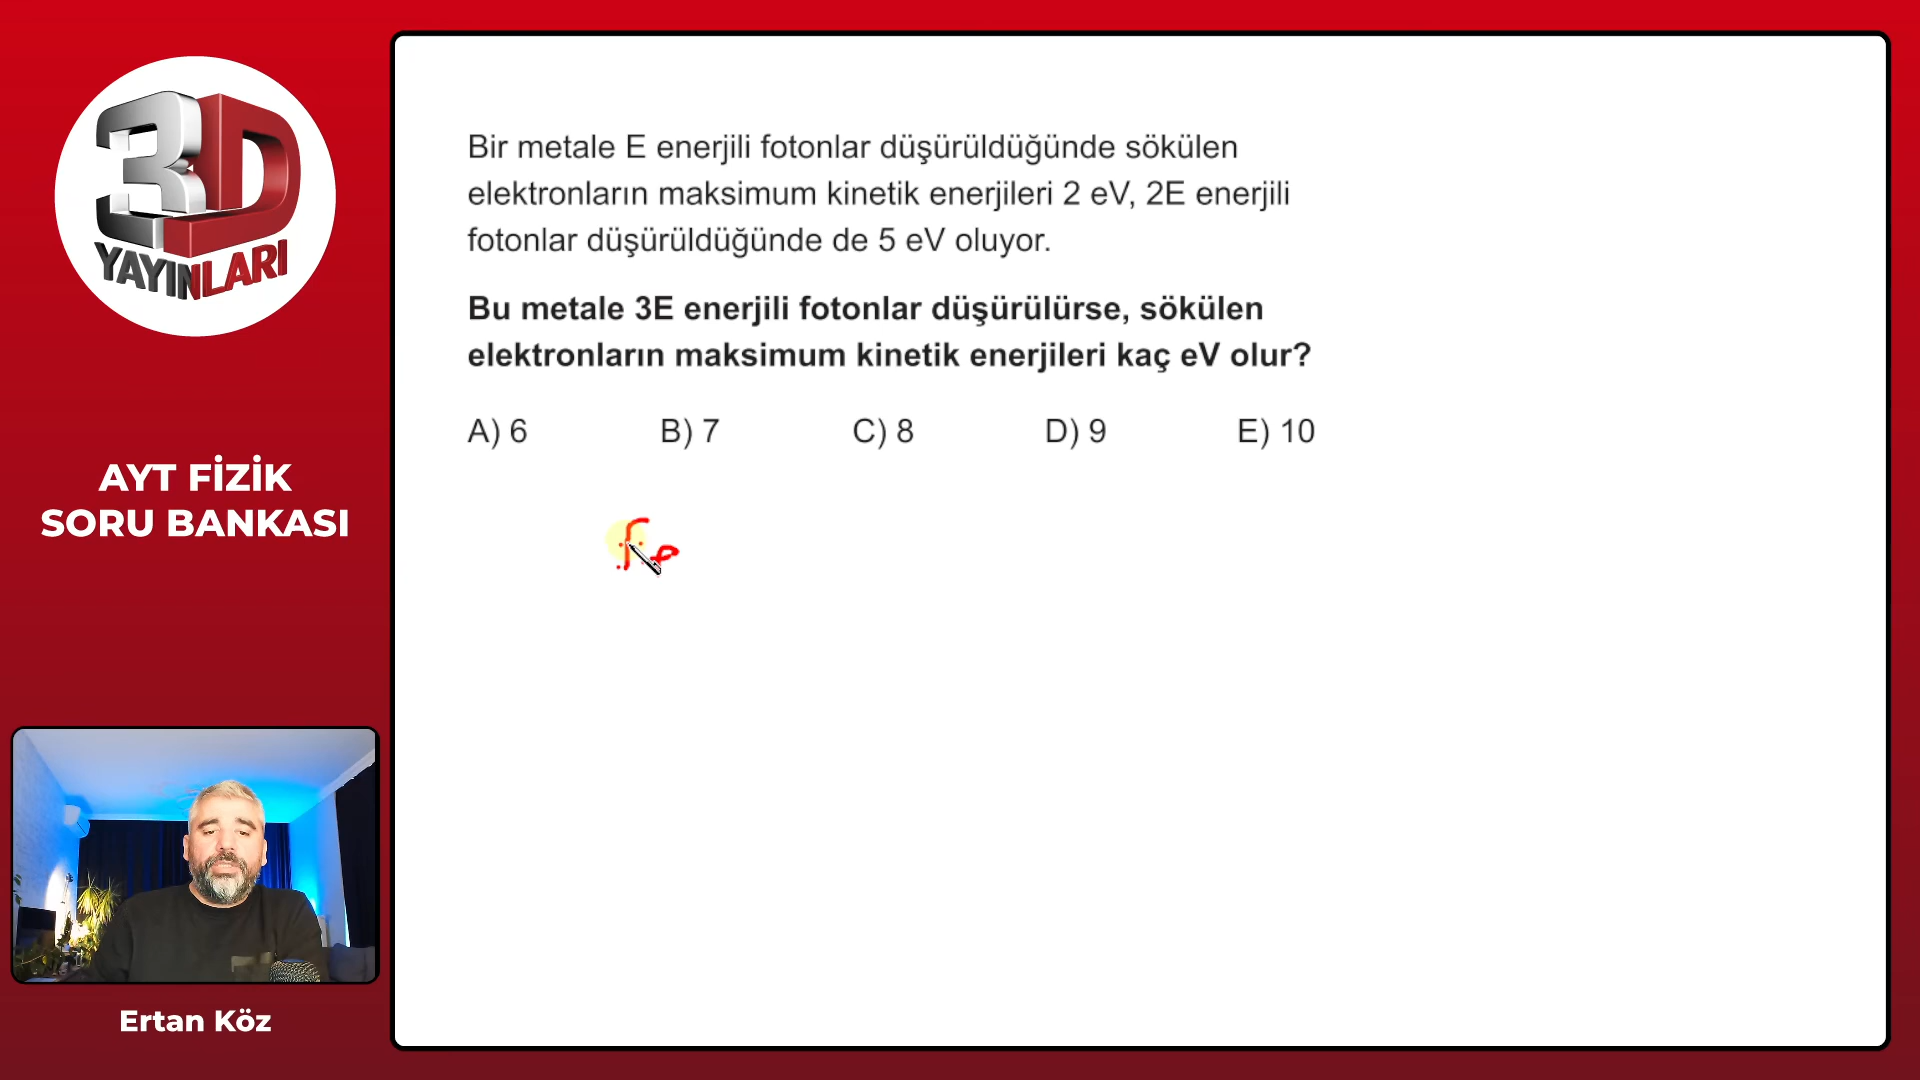 3D
YAYINLARI
AYT FİZİK
SORU BANKASI
Ertan Köz
Bir metale E enerjili fotonlar düşürüldüğünde sökülen
elektronların maksimum kinetik enerjileri 2 eV, 2E enerjili
fotonlar düşürüldüğünde de 5 eV oluyor.
Bu metale 3E enerjili fotonlar düşürülürse, sökülen
elektronların maksimum kinetik enerjileri kaç eV olur?
A) 6 B) 7 C) 8 D) 9 E) 10